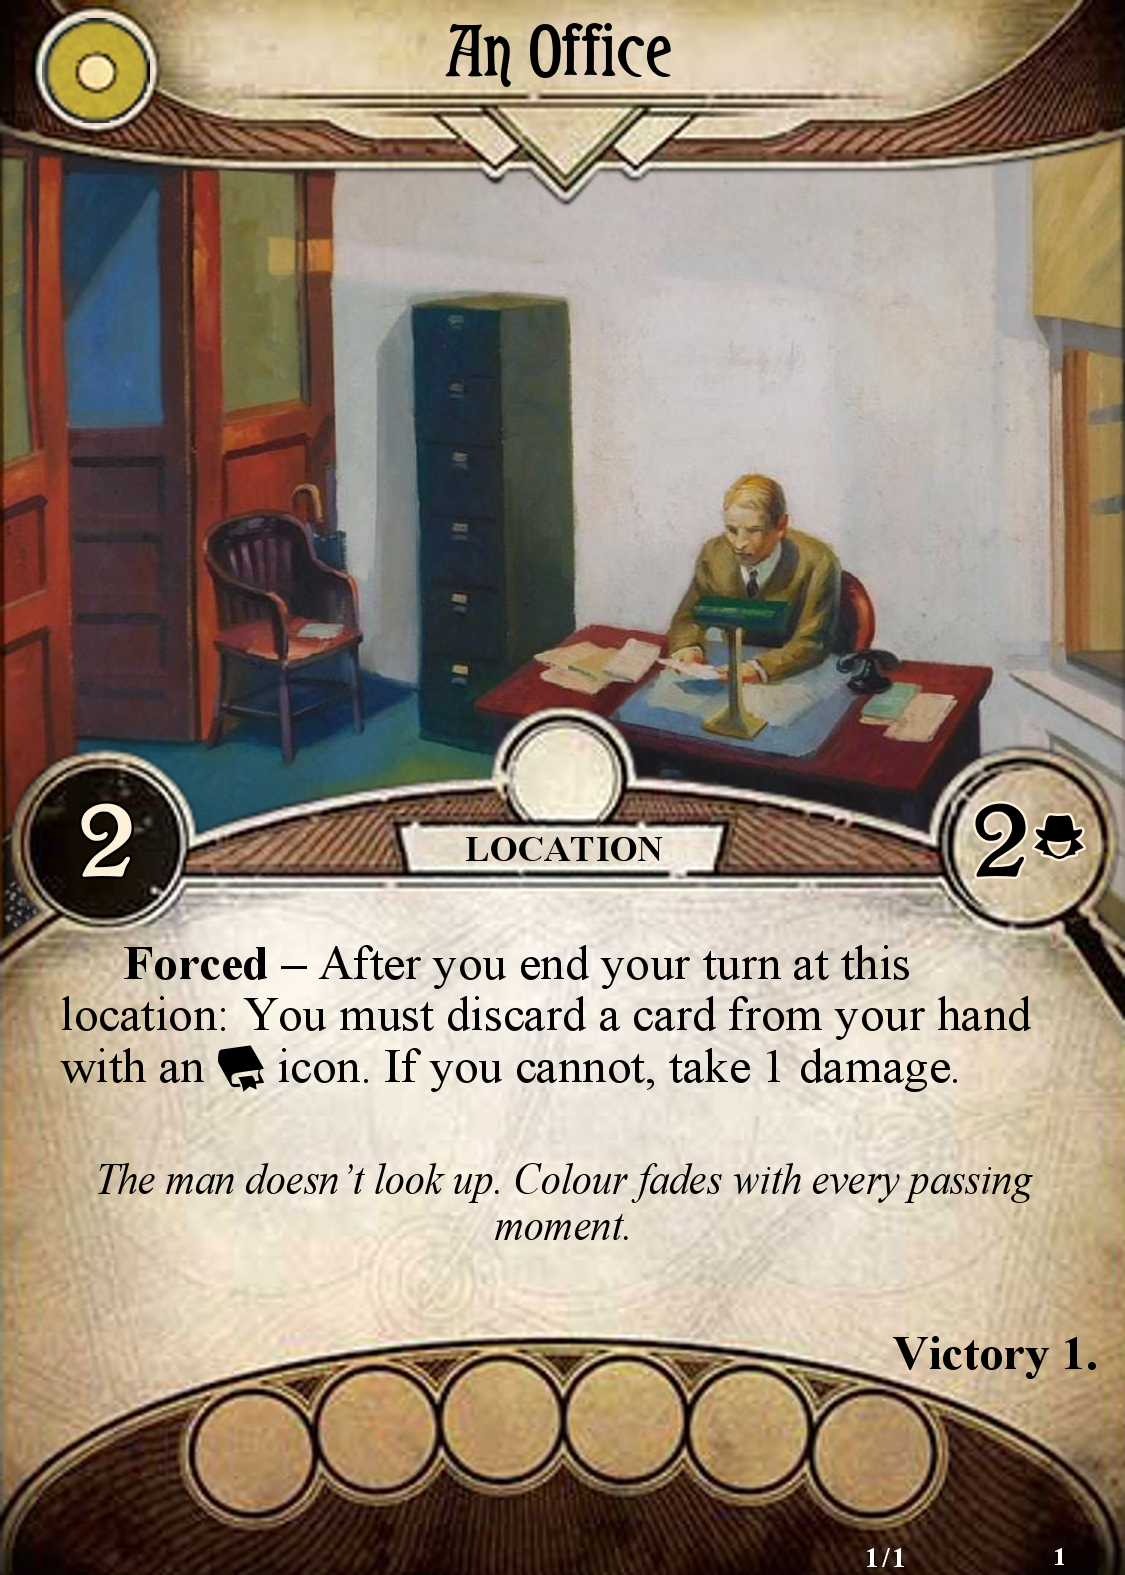 An Office
2
LOCATION
2
Forced – After you end your turn at this
location: You must discard a card from your hand
with an icon. If you cannot, take 1 damage.
The man doesn’t look up. Colour fades with every passing
moment.
Victory 1.
1/1
1